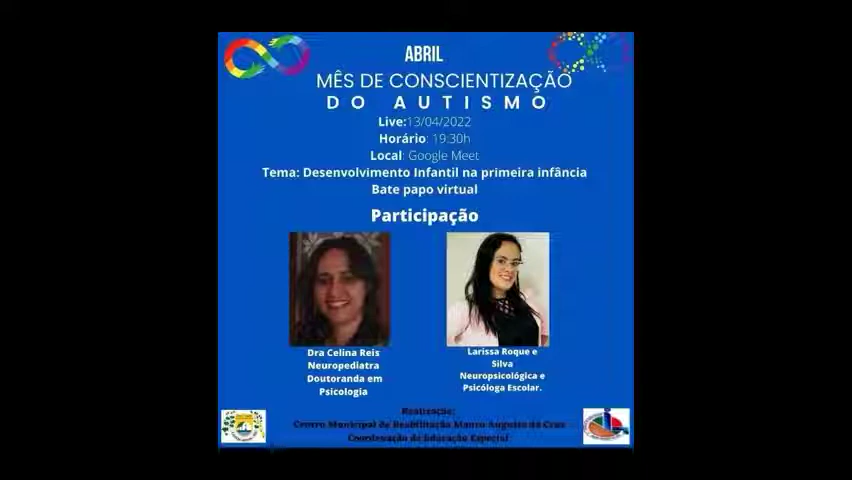 ABRIL
MÊS DE CONSCIENTIZAÇÃO
DO AUTISMO
Live:13/04/2022
Horário: 19:30h
Local: Google Meet
Tema: Desenvolvimento Infantil na primeira infância
Bate papo virtual
Participação
Dra Celina Reis
Neuropediatra
Doutoranda em
Psicologia
Larissa Roque e
Silva
Neuropsicológica e
Psicóloga Escolar.
Realização:
Centro Municipal de Reabilitação Mauro Augusto da Cruz
Coordenação de Educação Especial